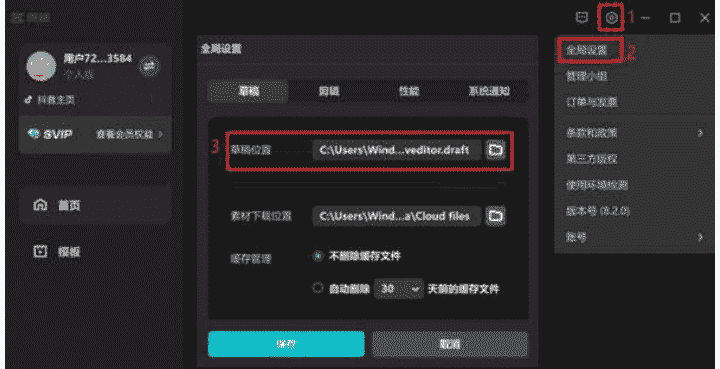 剪映
1
用户72...3584
个人版
抖音主页
SVIP 查看会员权益 >
首页
模板
全局设置
草稿 剪辑 性能 系统通知
3 草稿位置 C:\Users\Wind...veditor.draft
素材下载位置 C:\Users\Wind...a\Cloud files
缓存管理 不删除缓存文件
自动删除 30 天前的缓存文件
保存 取消
全局设置 2
管理小组
订单与发票
条款和政策 >
第三方版权
使用环境检测
版本号 (8.2.0)
账号 >